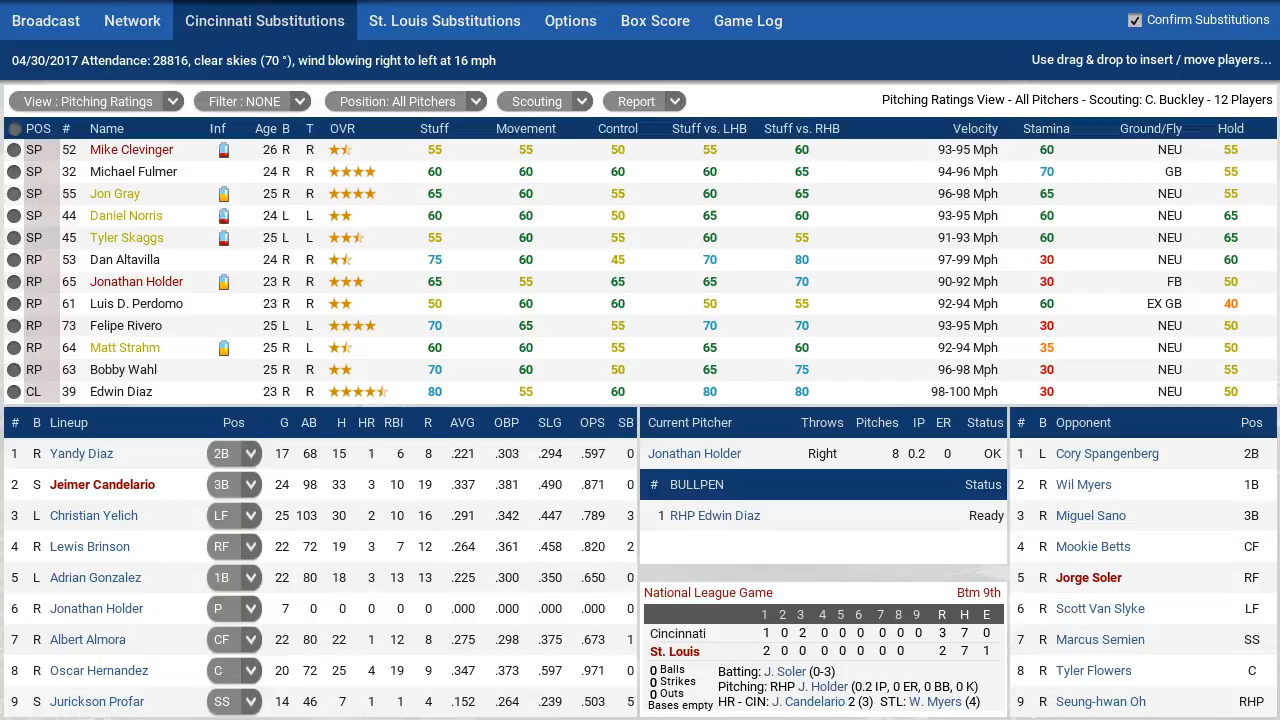 Broadcast Network Cincinnati Substitutions St. Louis Substitutions Options Box Score Game Log Confirm Substitutions
04/30/2017 Attendance: 28816, clear skies (70 °), wind blowing right to left at 16 mph Use drag & drop to insert / move players...
View : Pitching Ratings Filter : NONE Position: All Pitchers Scouting Report Pitching Ratings View - All Pitchers - Scouting: C. Buckley - 12 Players
POS # Name Inf Age B T OVR Stuff Movement Control Stuff vs. LHB Stuff vs. RHB Velocity Stamina Ground/Fly Hold
SP 52 Mike Clevinger 26 R R 55 55 50 55 60 93-95 Mph 60 NEU 55
SP 32 Michael Fulmer 24 R R 60 60 60 60 65 94-96 Mph 70 GB 55
SP 55 Jon Gray 25 R R 65 60 55 60 65 96-98 Mph 65 NEU 55
SP 44 Daniel Norris 24 L L 60 60 50 65 60 93-95 Mph 60 NEU 65
SP 45 Tyler Skaggs 25 L L 55 60 55 60 55 91-93 Mph 60 NEU 65
RP 53 Dan Altavilla 24 R R 75 60 45 70 80 97-99 Mph 30 NEU 60
RP 65 Jonathan Holder 23 R R 65 55 65 65 70 90-92 Mph 30 FB 50
RP 61 Luis D. Perdomo 23 R R 50 60 60 50 55 92-94 Mph 60 EX GB 40
RP 73 Felipe Rivero 25 L L 70 65 55 70 70 93-95 Mph 30 NEU 50
RP 64 Matt Strahm 25 R L 60 60 55 65 60 92-94 Mph 35 NEU 50
RP 63 Bobby Wahl 25 R R 70 60 50 65 75 96-98 Mph 30 NEU 55
CL 39 Edwin Diaz 23 R R 80 55 60 80 80 98-100 Mph 30 NEU 50
# B Lineup Pos G AB H HR RBI R AVG OBP SLG OPS SB
1 R Yandy Diaz 2B 17 68 15 1 6 8 .221 .303 .294 .597 0
2 S Jeimer Candelario 3B 24 98 33 3 10 19 .337 .381 .490 .871 0
3 L Christian Yelich LF 25 103 30 2 10 16 .291 .342 .447 .789 3
4 R Lewis Brinson RF 22 72 19 3 7 12 .264 .361 .458 .820 2
5 L Adrian Gonzalez 1B 22 80 18 3 13 13 .225 .300 .350 .650 0
6 R Jonathan Holder P 7 0 0 0 0 0 .000 .000 .000 .000 0
7 R Albert Almora CF 22 80 22 1 12 8 .275 .298 .375 .673 1
8 R Oscar Hernandez C 20 72 25 4 19 9 .347 .373 .597 .971 0
9 S Jurickson Profar SS 14 46 7 1 1 4 .152 .264 .239 .503 5
Current Pitcher Throws Pitches IP ER Status
Jonathan Holder Right 8 0.2 0 OK
# BULLPEN Status
1 RHP Edwin Diaz Ready
National League Game Btm 9th
1 2 3 4 5 6 7 8 9 R H E
Cincinnati 1 0 2 0 0 0 0 0 0 3 7 0
St. Louis 2 0 0 0 0 0 0 0 2 7 1
0 Balls
0 Strikes
0 Outs
Bases empty
Batting: J. Soler (0-3)
Pitching: RHP J. Holder (0.2 IP, 0 ER, 0 BB, 0 K)
HR - CIN: J. Candelario 2 (3) STL: W. Myers (4)
# B Opponent Pos
1 L Cory Spangenberg 2B
2 R Wil Myers 1B
3 R Miguel Sano 3B
4 R Mookie Betts CF
5 R Jorge Soler RF
6 R Scott Van Slyke LF
7 R Marcus Semien SS
8 R Tyler Flowers C
9 R Seung-hwan Oh RHP